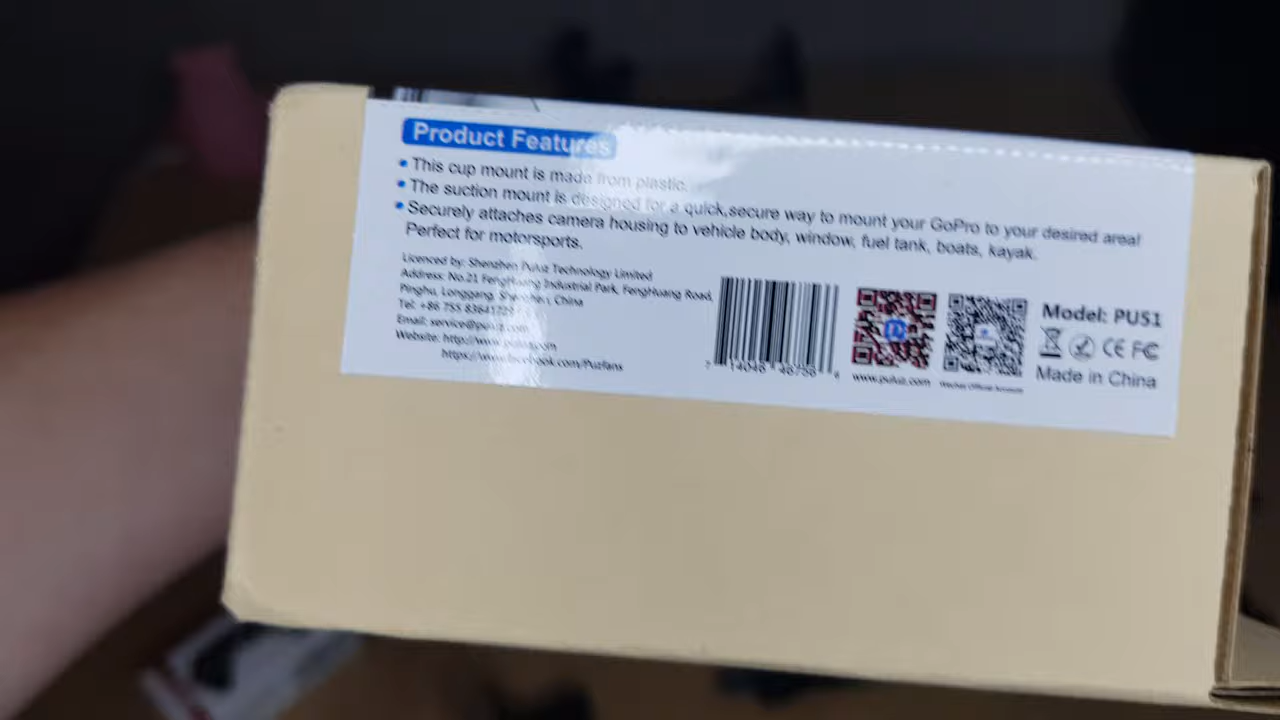 Product Features
• This cup mount is made from plastic.
• The suction mount is designed for a quick,secure way to mount your GoPro to your desired area!
• Securely attaches camera housing to vehicle body, window, fuel tank, boats, kayak.
Perfect for motorsports.
Licenced by: Shenzhen Puluz Technology Limited
Address: No.21 FengHuang Industrial Park, FengHuang Road,
Pinghu, Longgang, Shenzhen, China
Tel: +86 755
Email: service@puluz.com
Website: http://www.puluz.com
https://www.facebook.com/Puzfans
www.puluz.com
Model: PU51
CE FC
Made in China